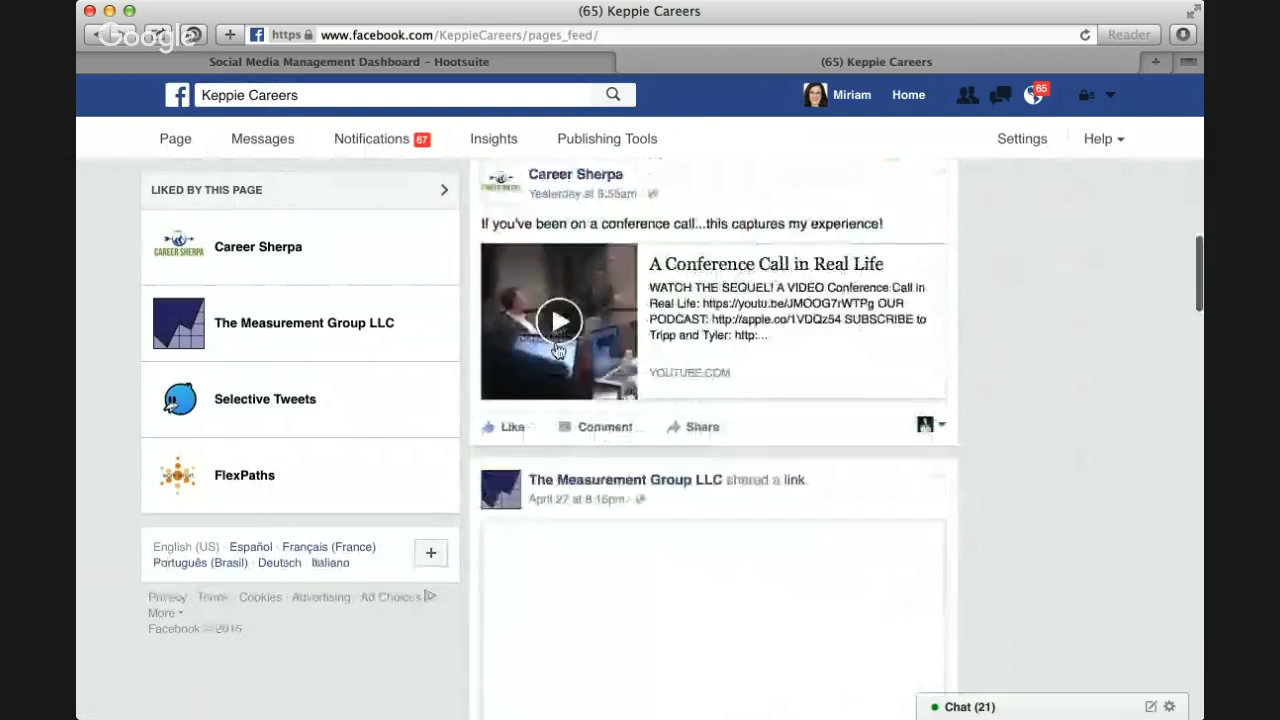 (65) Keppie Careers
Google
https www.facebook.com/KeppieCareers/pages_feed/
Reader
Social Media Management Dashboard – Hootsuite
(65) Keppie Careers
Keppie Careers
Miriam
Home
65
Page
Messages
Notifications 67
Insights
Publishing Tools
Settings
Help
LIKED BY THIS PAGE
Career Sherpa
CAREER SHERPA
The Measurement Group LLC
Selective Tweets
FlexPaths
English (US) · Español · Français (France)
Português (Brasil) · Deutsch · Italiano
Privacy · Terms · Cookies · Advertising · Ad Choices
More
Facebook © 2015
Career Sherpa
Yesterday at 5:55am
If you've been on a conference call...this captures my experience!
A Conference Call in Real Life
WATCH THE SEQUEL! A VIDEO Conference Call in
Real Life: https://youtu.be/JMOOG7rWTPg OUR
PODCAST: http://apple.co/1VDQz54 SUBSCRIBE to
Tripp and Tyler: http:...
YOUTUBE.COM
Like
Comment
Share
The Measurement Group LLC shared a link.
April 27 at 8:15pm
Chat (21)